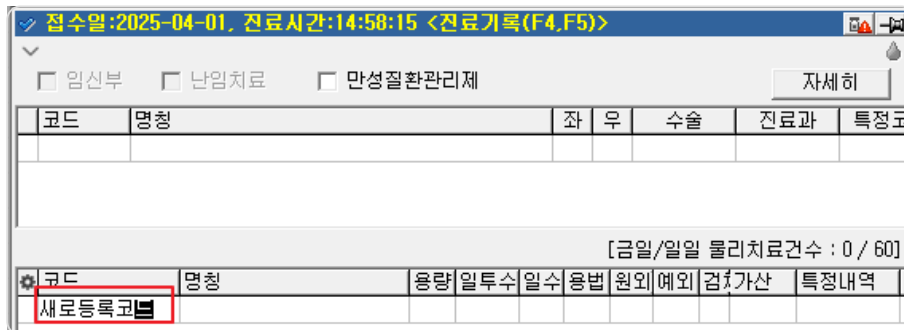 접수일:2025-04-01, 진료시간:14:58:15 <진료기록(F4,F5)>
임신부 난임치료 만성질환관리제 자세히
코드 명칭 좌 우 수술 진료과 특정코
[금일/일일 물리치료건수 : 0 / 60]
코드 명칭 용량 일투수 일수 용법 원외 예외 가산 특정내역
새로등록코드